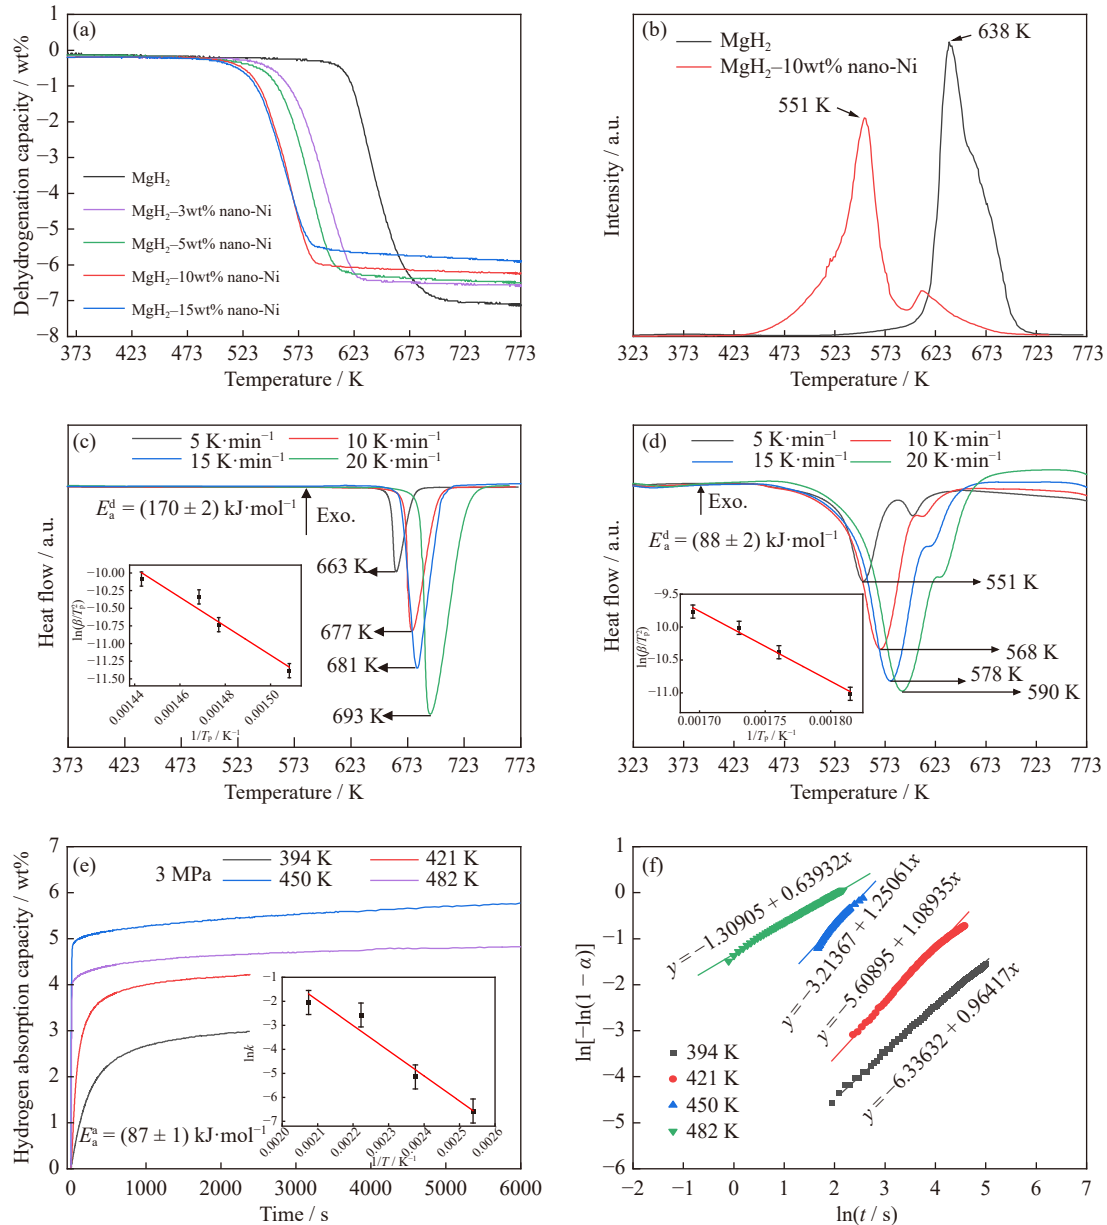 (a)
0
−1
−2
−3
−4
−5
−6
−7
−8
Dehydrogenation capacity / wt%
MgH₂
MgH₂–3wt% nano-Ni
MgH₂–5wt% nano-Ni
MgH₂–10wt% nano-Ni
MgH₂–15wt% nano-Ni
373 423 473 523 573 623 673 723 773
Temperature / K
(b)
MgH₂
MgH₂–10wt% nano-Ni
638 K
551 K
Intensity / a.u.
323 373 423 473 523 573 623 673 723 773
Temperature / K
(c)
5 K·min⁻¹ 10 K·min⁻¹
15 K·min⁻¹ 20 K·min⁻¹
Eₐᵈ = (170 ± 2) kJ·mol⁻¹
Exo.
663 K
677 K
681 K
693 K
Heat flow / a.u.
−10.00
−10.25
−10.50
−10.75
−11.00
−11.25
−11.50
ln(β/Tₚ²)
0.00144 0.00146 0.00148 0.00150
1/Tₚ / K⁻¹
373 423 473 523 573 623 673 723 773
Temperature / K
(d)
5 K·min⁻¹ 10 K·min⁻¹
15 K·min⁻¹ 20 K·min⁻¹
Exo.
Eₐᵈ = (88 ± 2) kJ·mol⁻¹
551 K
568 K
578 K
590 K
Heat flow / a.u.
−9.5
−10.0
−10.5
−11.0
ln(β/Tₚ²)
0.00170 0.00175 0.00180
1/Tₚ / K⁻¹
323 373 423 473 523 573 623 673 723 773
Temperature / K
(e)
3 MPa
394 K 421 K
450 K 482 K
7
6
5
4
3
2
1
0
Hydrogen absorption capacity / wt%
−1
−2
−3
−4
−5
−6
−7
lnk
0.0020 0.0021 0.0022 0.0023 0.0024 0.0025 0.0026
1/T / K⁻¹
Eₐᵃ = (87 ± 1) kJ·mol⁻¹
0 1000 2000 3000 4000 5000 6000
Time / s
(f)
1
0
−1
−2
−3
−4
−5
−6
ln[−ln(1 − α)]
y = −1.30905 + 0.63932x
y = −3.21367 + 1.25061x
y = −5.60895 + 1.08935x
y = −6.33632 + 0.96417x
394 K
421 K
450 K
482 K
−2 −1 0 1 2 3 4 5 6 7
ln(t / s)